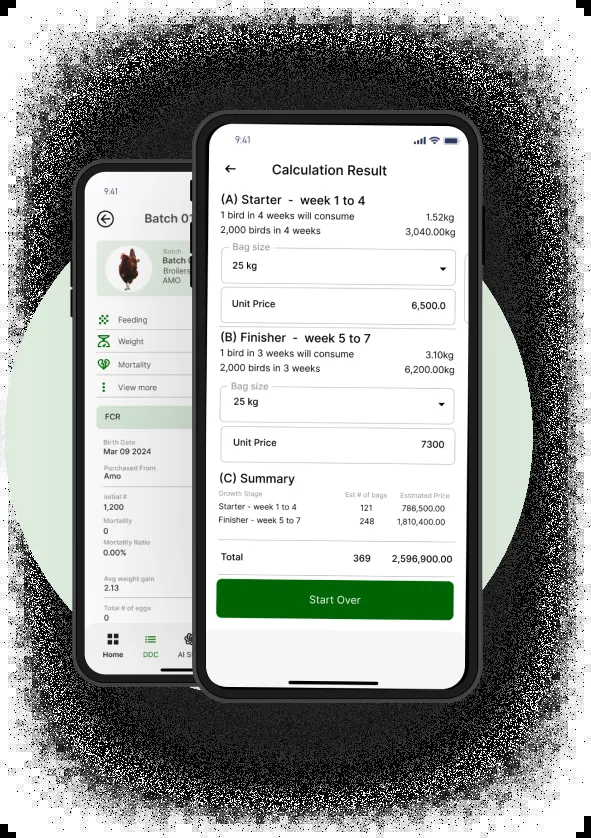 9:41
Batch 01
Batch
Batch
Broilers
AMO
Feeding
Weight
Mortality
View more
FCR
Birth Date
Mar 09 2024
Purchased From
Amo
Initial #
1,200
Mortality
0
Mortality Ratio
0.00%
Avg weight gain
2.13
Total # of eggs
0
Home DDC AI
9:41
Calculation Result
(A) Starter - week 1 to 4
1 bird in 4 weeks will consume 1.52kg
2,000 birds in 4 weeks 3,040.00kg
Bag size
25 kg
Unit Price 6,500.0
(B) Finisher - week 5 to 7
1 bird in 3 weeks will consume 3.10kg
2,000 birds in 3 weeks 6,200.00kg
Bag size
25 kg
Unit Price 7300
(C) Summary
Growth Stage Est # of bags Estimated Price
Starter - week 1 to 4 121 786,500.00
Finisher - week 5 to 7 248 1,810,400.00
Total 369 2,596,900.00
Start Over